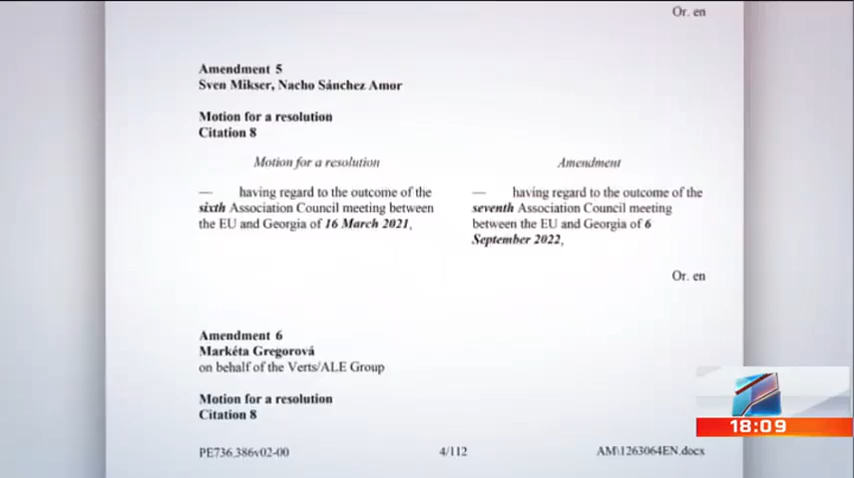 Or. en
Amendment 5
Sven Mikser, Nacho Sánchez Amor
Motion for a resolution
Citation 8
Motion for a resolution
— having regard to the outcome of the
sixth Association Council meeting between
the EU and Georgia of 16 March 2021,
Amendment
— having regard to the outcome of the
seventh Association Council meeting
between the EU and Georgia of 6
September 2022,
Or. en
Amendment 6
Markéta Gregorová
on behalf of the Verts/ALE Group
Motion for a resolution
Citation 8
PE736.386v02-00
4/112
AM\1263064EN.docx
18:09